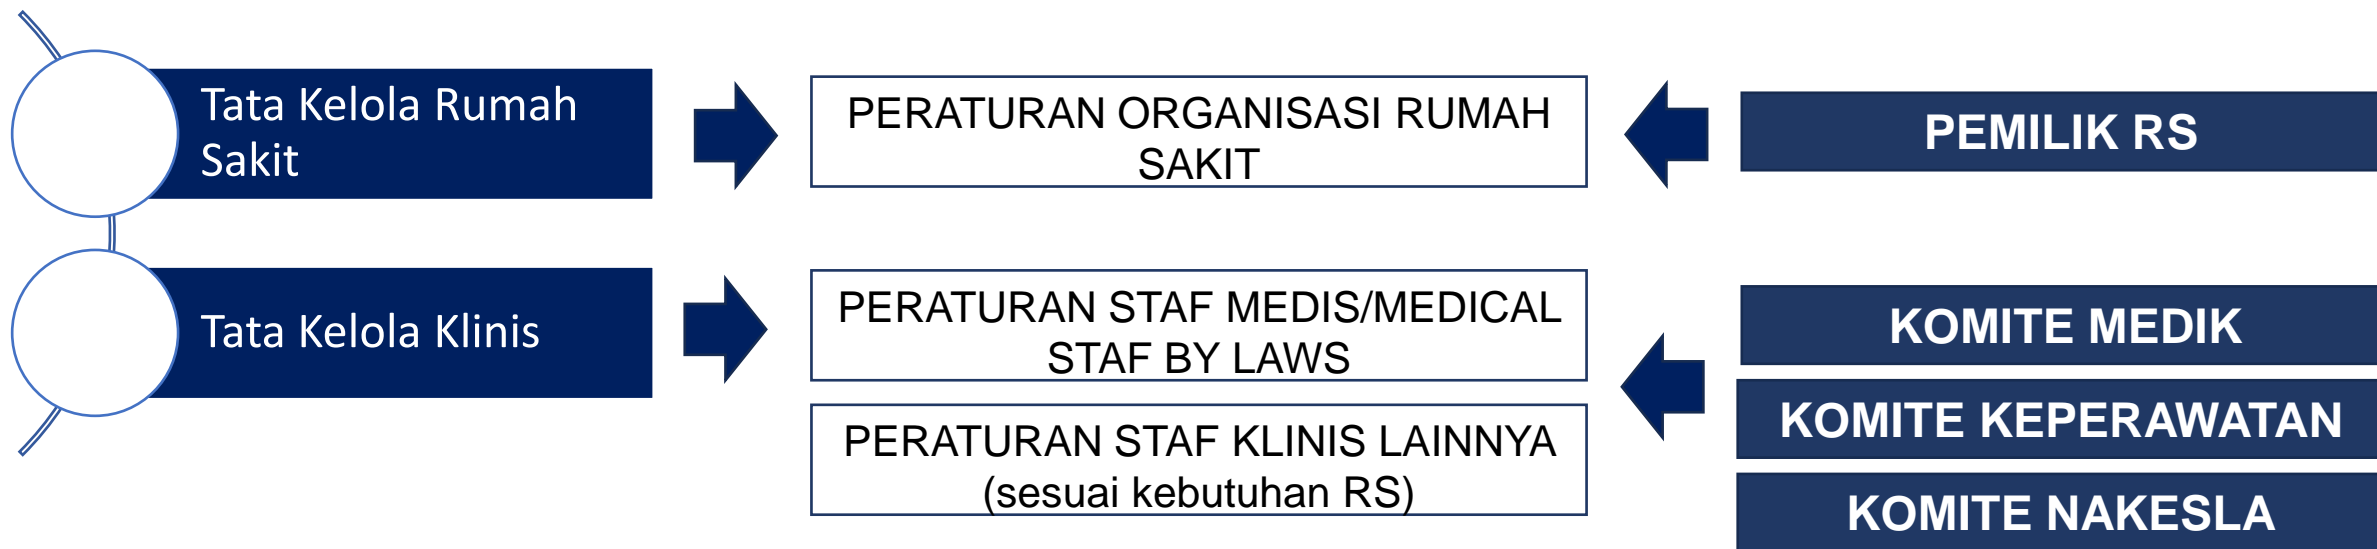 Tata Kelola Rumah
Sakit
PERATURAN ORGANISASI RUMAH
SAKIT
PEMILIK RS
Tata Kelola Klinis
PERATURAN STAF MEDIS/MEDICAL
STAF BY LAWS
PERATURAN STAF KLINIS LAINNYA
(sesuai kebutuhan RS)
KOMITE MEDIK
KOMITE KEPERAWATAN
KOMITE NAKESLA